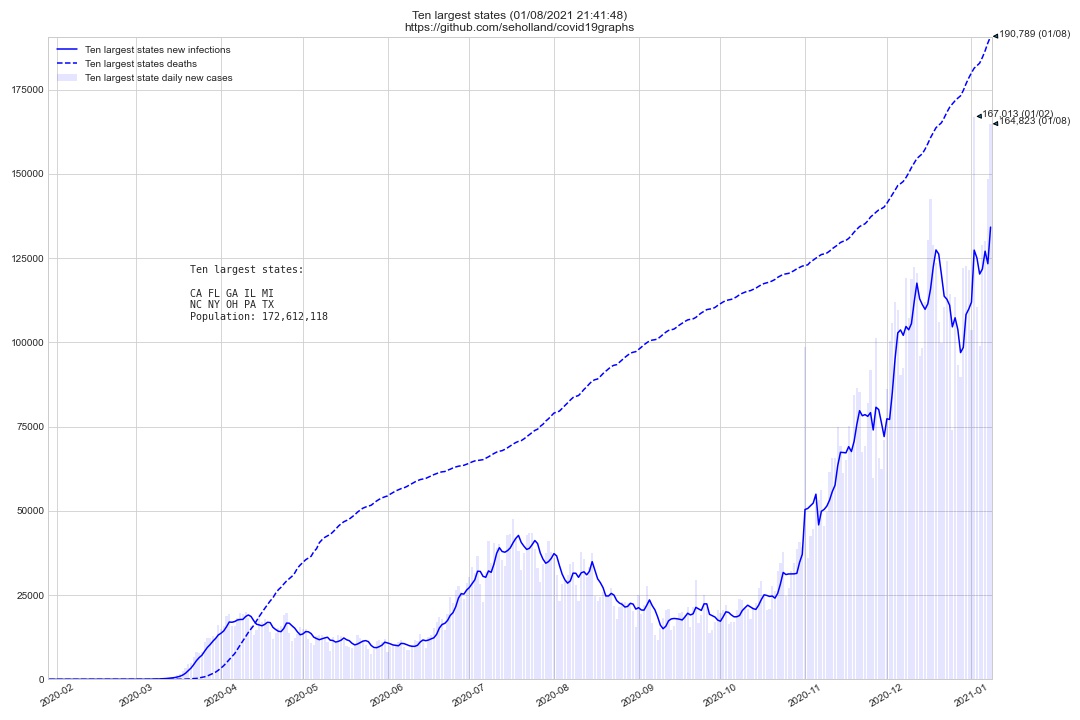 Ten largest states (01/08/2021 21:41:48)
https://github.com/seholland/covid19graphs
Ten largest states new infections
Ten largest states deaths
Ten largest state daily new cases
190,789 (01/08)
167,013 (01/02)
164,823 (01/08)
175000
150000
125000
100000
75000
50000
25000
0
Ten largest states:
CA FL GA IL MI
NC NY OH PA TX
Population: 172,612,118
2020-02
2020-03
2020-04
2020-05
2020-06
2020-07
2020-08
2020-09
2020-10
2020-11
2020-12
2021-01